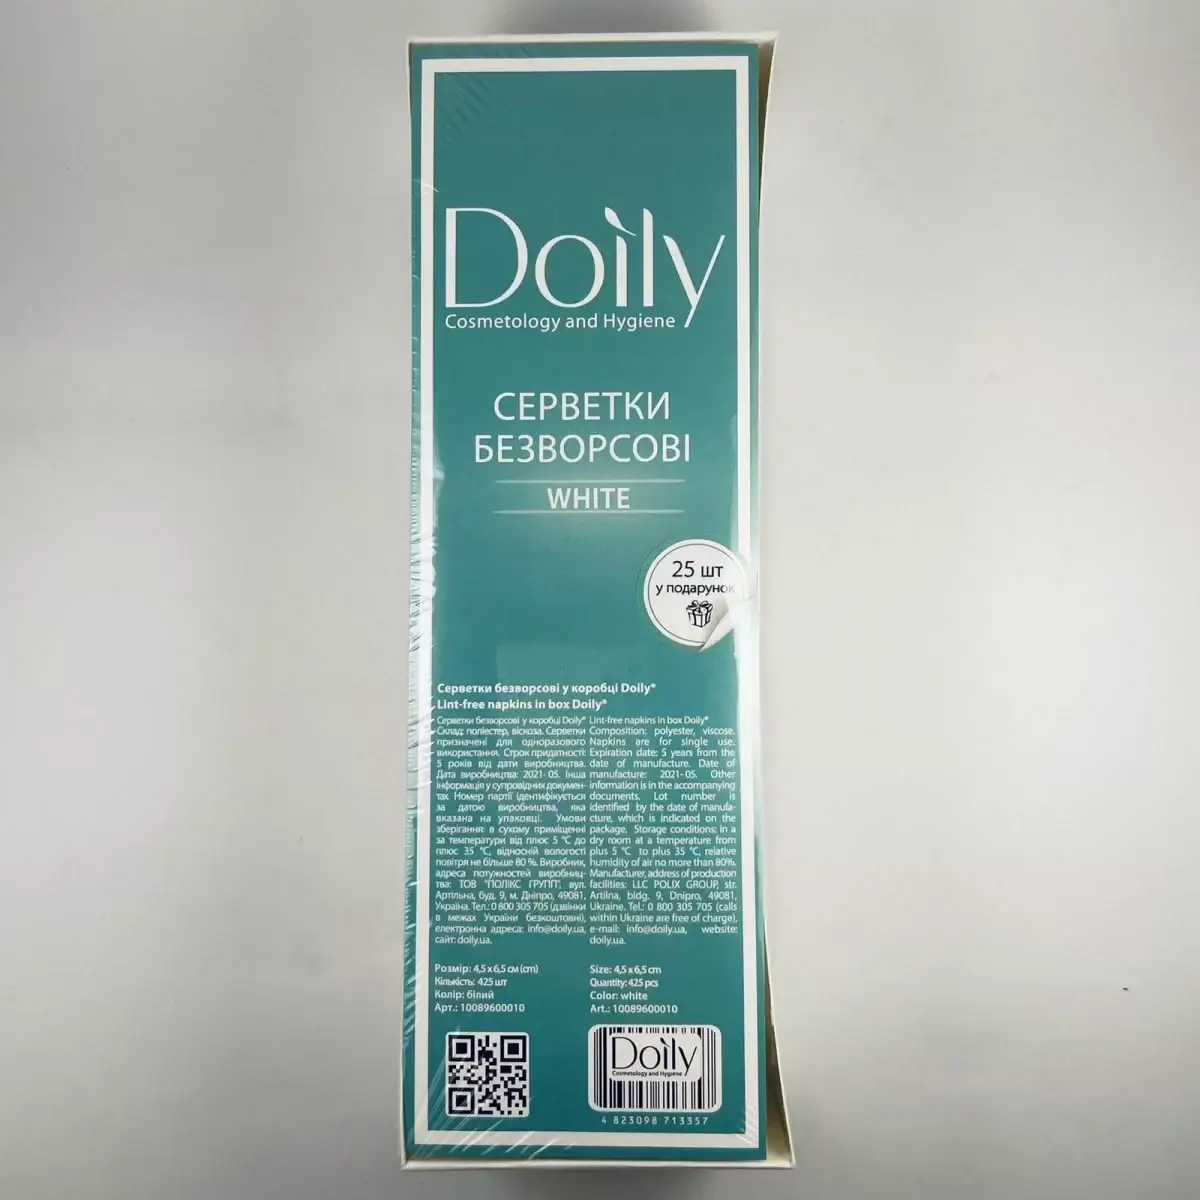 Doily
Cosmetology and Hygiene
СЕРВЕТКИ
БЕЗВОРСОВІ
WHITE
25 шт
у подарунок
Серветки безворсові у коробці Doily®
Lint-free napkins in box Doily®
Серветки безворсові у коробці Doily®
Склад: поліестер, віскоза. Серветки
призначені для одноразового
використання. Строк придатності:
5 років від дати виробництва.
Дата виробництва: 2021-05. Інша
інформація у супровідних докумен-
тах. Номер партії ідентифікується
за датою виробництва, яка
вказана на упаковці. Умови
зберігання: в сухому приміщенні
за температури від плюс 5 °С до
плюс 35 °С, відносній вологості
повітря не більше 80 %. Виробник,
адреса потужностей виробниц-
тва: ТОВ "ПОЛІКС ГРУПП", вул.
Артільна, буд. 9, м. Дніпро, 49081,
Україна. Тел.: 0 800 305 705 (дзвінки
в межах України безкоштовні),
електронна адреса: info@doily.ua,
сайт: doily.ua.
Lint-free napkins in box Doily®
Composition: polyester, viscose.
Napkins are for single use.
Expiration date: 5 years from the
date of manufacture. Date of
manufacture: 2021-05. Other
information is in the accompanying
documents. Lot number is
identified by the date of manufa-
cture, which is indicated on the
package. Storage conditions: in a
dry room at a temperature from
plus 5 °C to plus 35 °C, relative
humidity of air no more than 80%.
Manufacturer, address of production
facilities: LLC POLIX GROUP, str.
Artilna, bldg. 9, Dnipro, 49081,
Ukraine. Tel.: 0 800 305 705 (calls
within Ukraine are free of charge),
e-mail: info@doily.ua, website:
doily.ua.
Розмір: 4,5 x 6,5 см (cm)
Кількість: 425 шт
Колір: білий
Арт.: 10089600010
Size: 4,5 x 6,5 cm
Quantity: 425 pcs
Color: white
Art.: 10089600010
Doily
Cosmetology and Hygiene
4 823098 713357